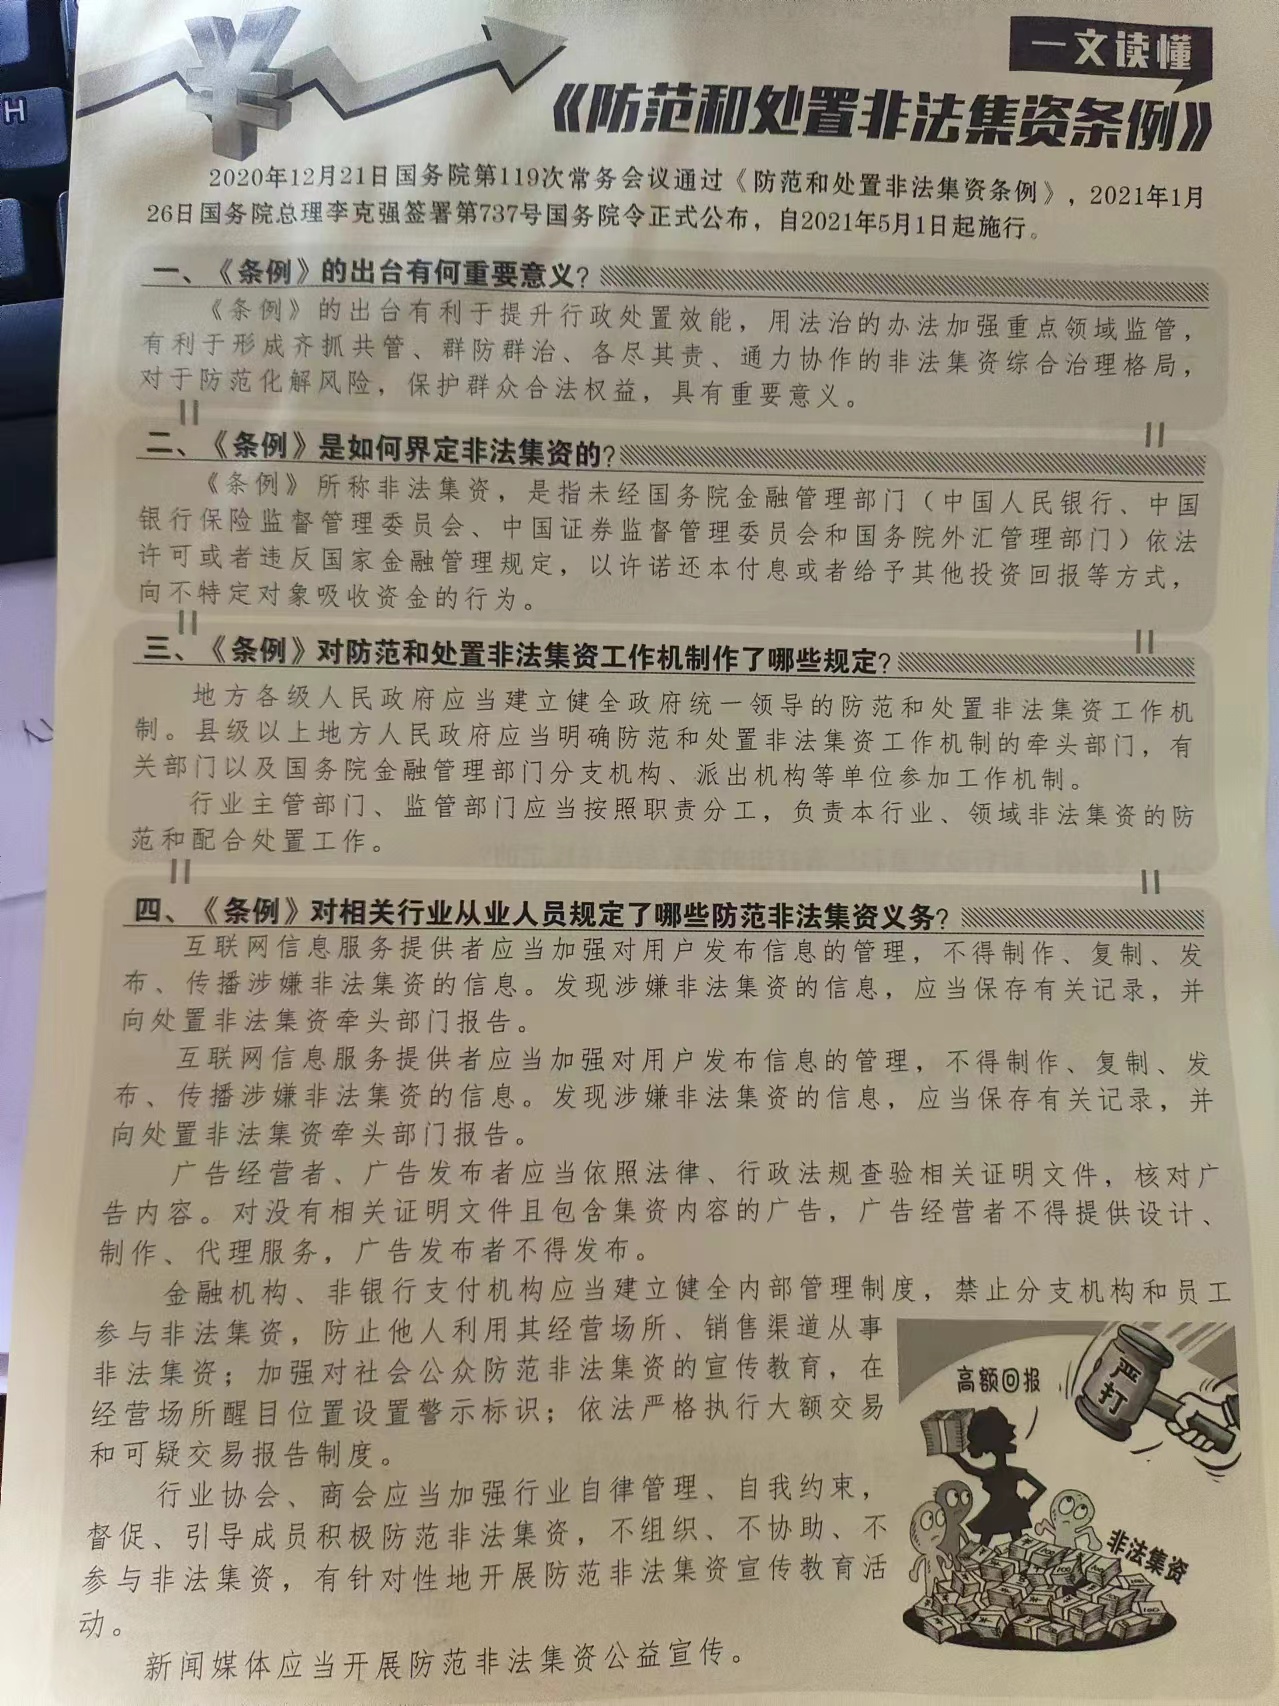 H
一文读懂
《防范和处置非法集资条例》
2020年12月21日国务院第119次常务会议通过《防范和处置非法集资条例》，2021年1月
26日国务院总理李克强签署第737号国务院令正式公布，自2021年5月1日起施行。
一、《条例》的出台有何重要意义？
《条例》的出台有利于提升行政处置效能，用法治的办法加强重点领域监管，
有利于形成齐抓共管、群防群治、各尽其责、通力协作的非法集资综合治理格局，
对于防范化解风险，保护群众合法权益，具有重要意义。
二、《条例》是如何界定非法集资的？
《条例》所称非法集资，是指未经国务院金融管理部门（中国人民银行、中国
银行保险监督管理委员会、中国证券监督管理委员会和国务院外汇管理部门）依法
许可或者违反国家金融管理规定，以许诺还本付息或者给予其他投资回报等方式，
向不特定对象吸收资金的行为。
三、《条例》对防范和处置非法集资工作机制作了哪些规定？
地方各级人民政府应当建立健全政府统一领导的防范和处置非法集资工作机
制。县级以上地方人民政府应当明确防范和处置非法集资工作机制的牵头部门，有
关部门以及国务院金融管理部门分支机构、派出机构等单位参加工作机制。
行业主管部门、监管部门应当按照职责分工，负责本行业、领域非法集资的防
范和配合处置工作。
四、《条例》对相关行业从业人员规定了哪些防范非法集资义务？
互联网信息服务提供者应当加强对用户发布信息的管理，不得制作、复制、发
布、传播涉嫌非法集资的信息。发现涉嫌非法集资的信息，应当保存有关记录，并
向处置非法集资牵头部门报告。
互联网信息服务提供者应当加强对用户发布信息的管理，不得制作、复制、发
布、传播涉嫌非法集资的信息。发现涉嫌非法集资的信息，应当保存有关记录，并
向处置非法集资牵头部门报告。
广告经营者、广告发布者应当依照法律、行政法规查验相关证明文件，核对广
告内容。对没有相关证明文件且包含集资内容的广告，广告经营者不得提供设计、
制作、代理服务，广告发布者不得发布。
金融机构、非银行支付机构应当建立健全内部管理制度，禁止分支机构和员工
参与非法集资，防止他人利用其经营场所、销售渠道从事
非法集资；加强对社会公众防范非法集资的宣传教育，在
经营场所醒目位置设置警示标识；依法严格执行大额交易
和可疑交易报告制度。
行业协会、商会应当加强行业自律管理、自我约束，
督促、引导成员积极防范非法集资，不组织、不协助、不
参与非法集资，有针对性地开展防范非法集资宣传教育活
动。
新闻媒体应当开展防范非法集资公益宣传。
高额回报
严打
非法集资